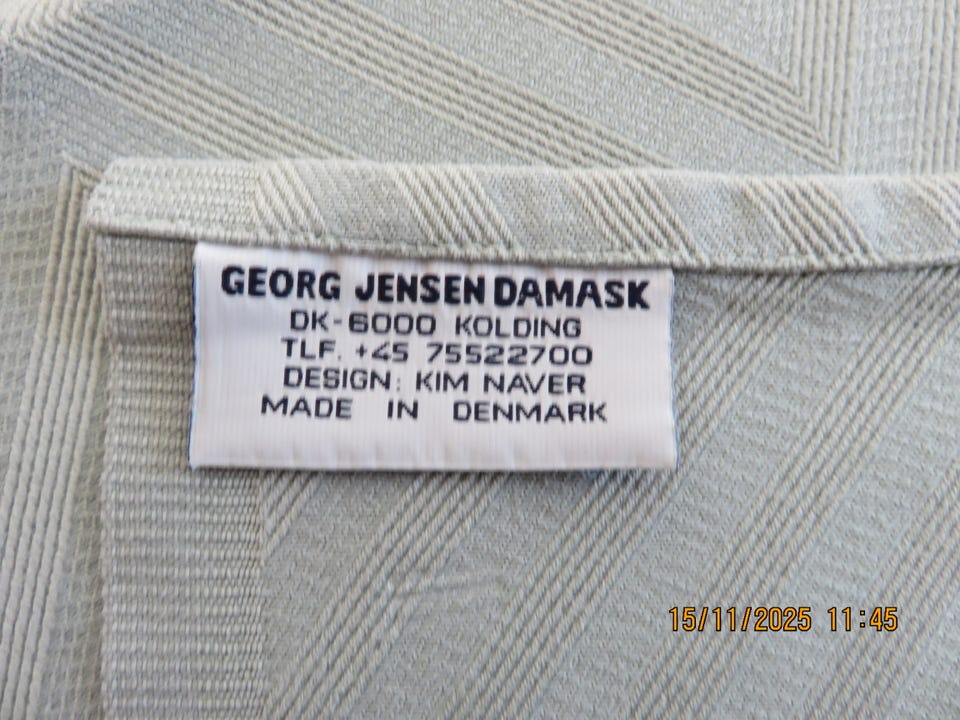 GEORG JENSEN DAMASK
DK-6000 KOLDING
TLF. +45 75522700
DESIGN: KIM NAVER
MADE IN DENMARK
15/11/2025 11:45